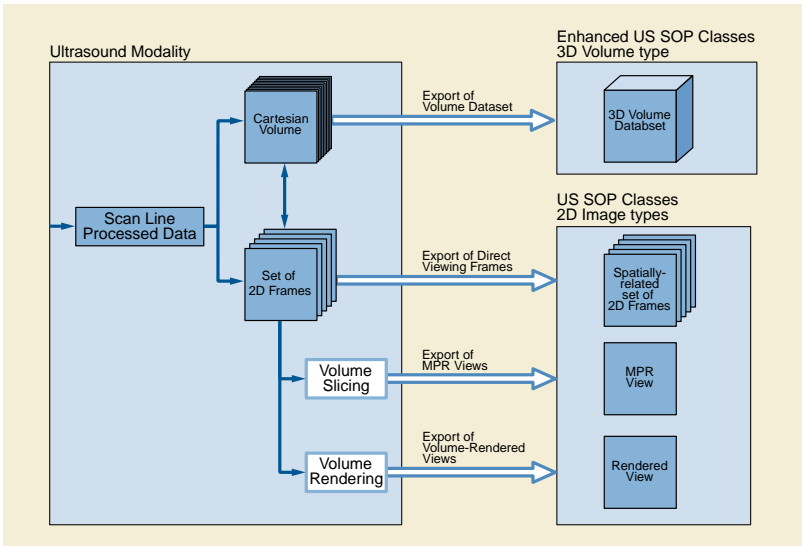 Ultrasound Modality
Enhanced US SOP Classes
3D Volume type
Cartesian
Volume
Export of
Volume Dataset
3D Volume
Databset
Scan Line
Processed Data
US SOP Classes
2D Image types
Set of
2D Frames
Export of Direct
Viewing Frames
Spatially-
related
set of
2D Frames
Volume
Slicing
Export of
MPR Views
MPR
View
Volume
Rendering
Export of
Volume-Rendered
Views
Rendered
View